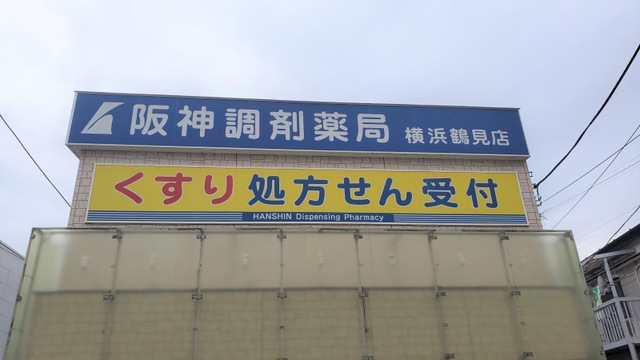 阪神調剤薬局 横浜鶴見店
くすり 処方せん受付
HANSHIN Dispensing Pharmacy